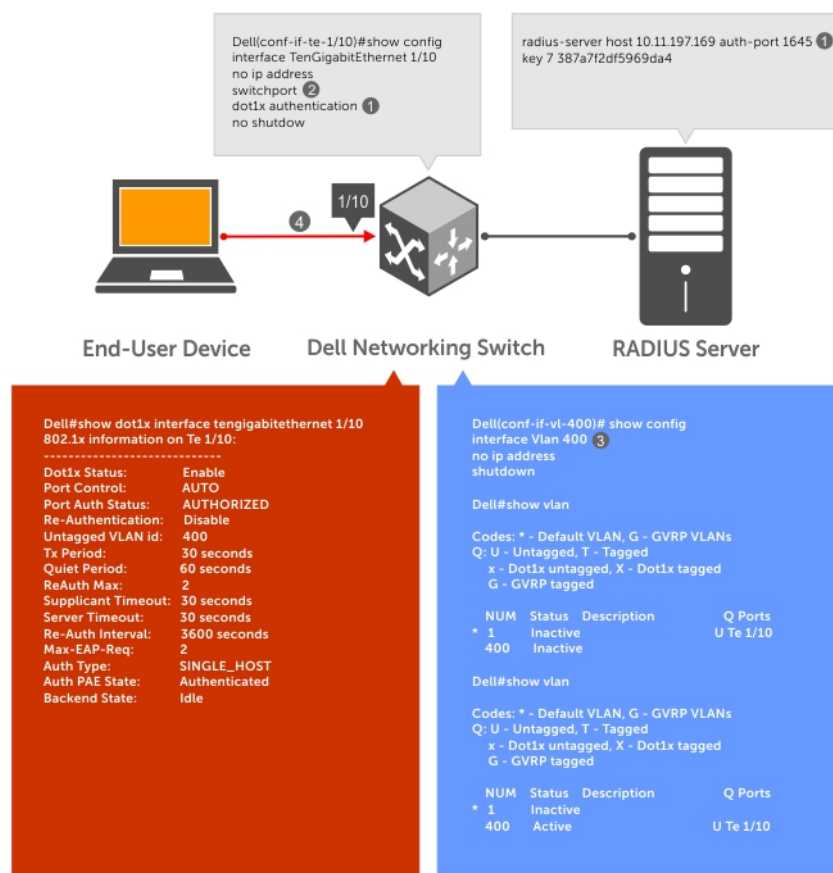 Dell(conf-if-te-1/10)#show config
interface TenGigabitEthernet 1/10
no ip address
switchport 2
dot1x authentication 1
no shutdow
radius-server host 10.11.197.169 auth-port 1645 1
key 7 387a7f2df5969da4
4
1/10
End-User Device
Dell Networking Switch
RADIUS Server
Dell#show dot1x interface tengigabitethernet 1/10
802.1x information on Te 1/10:
-----------------------------
Dot1x Status: Enable
Port Control: AUTO
Port Auth Status: AUTHORIZED
Re-Authentication: Disable
Untagged VLAN id: 400
Tx Period: 30 seconds
Quiet Period: 60 seconds
ReAuth Max: 2
Supplicant Timeout: 30 seconds
Server Timeout: 30 seconds
Re-Auth Interval: 3600 seconds
Max-EAP-Req: 2
Auth Type: SINGLE_HOST
Auth PAE State: Authenticated
Backend State: Idle
Dell(conf-if-vl-400)# show config
interface Vlan 400 3
no ip address
shutdown
Dell#show vlan
Codes: * - Default VLAN, G - GVRP VLANs
Q: U - Untagged, T - Tagged
x - Dot1x untagged, X - Dot1x tagged
G - GVRP tagged
NUM Status Description Q Ports
* 1 Inactive U Te 1/10
400 Inactive
Dell#show vlan
Codes: * - Default VLAN, G - GVRP VLANs
Q: U - Untagged, T - Tagged
x - Dot1x untagged, X - Dot1x tagged
G - GVRP tagged
NUM Status Description Q Ports
* 1 Inactive
400 Active U Te 1/10